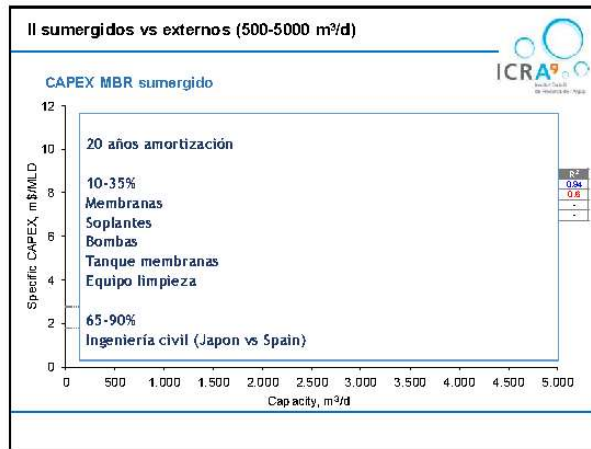 II sumergidos vs externos (500-5000 m³/d)
ICRA9
CAPEX MBR sumergido
12
10
8
6
4
2
0
Specific CAPEX, m$/MLD
20 años amortización
10-35%
Membranas
Soplantes
Bombas
Tanque membranas
Equipo limpieza
65-90%
Ingeniería civil (Japon vs Spain)
R²
0.94
0.6
-
-
0 500 1.000 1.500 2.000 2.500 3.000 3.500 4.000 4.500 5.000
Capacity, m³/d